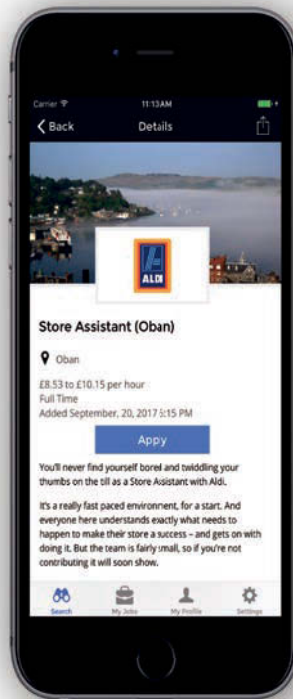 Carrier 11:13AM
Back Details
ALDI
Store Assistant (Oban)
Oban
£8.53 to £10.15 per hour
Full Time
Added September, 20, 2017 5:15 PM
Appy
You'll never find yourself bored and twiddling your
thumbs on the till as a Store Assistant with Aldi.
It's a really fast paced environment, for a start. And
everyone here understands exactly what needs to
happen to make their store a success – and gets on with
doing it. But the team is fairly small, so if you're not
contributing it will soon show.
Search My Jobs My Profile Settings